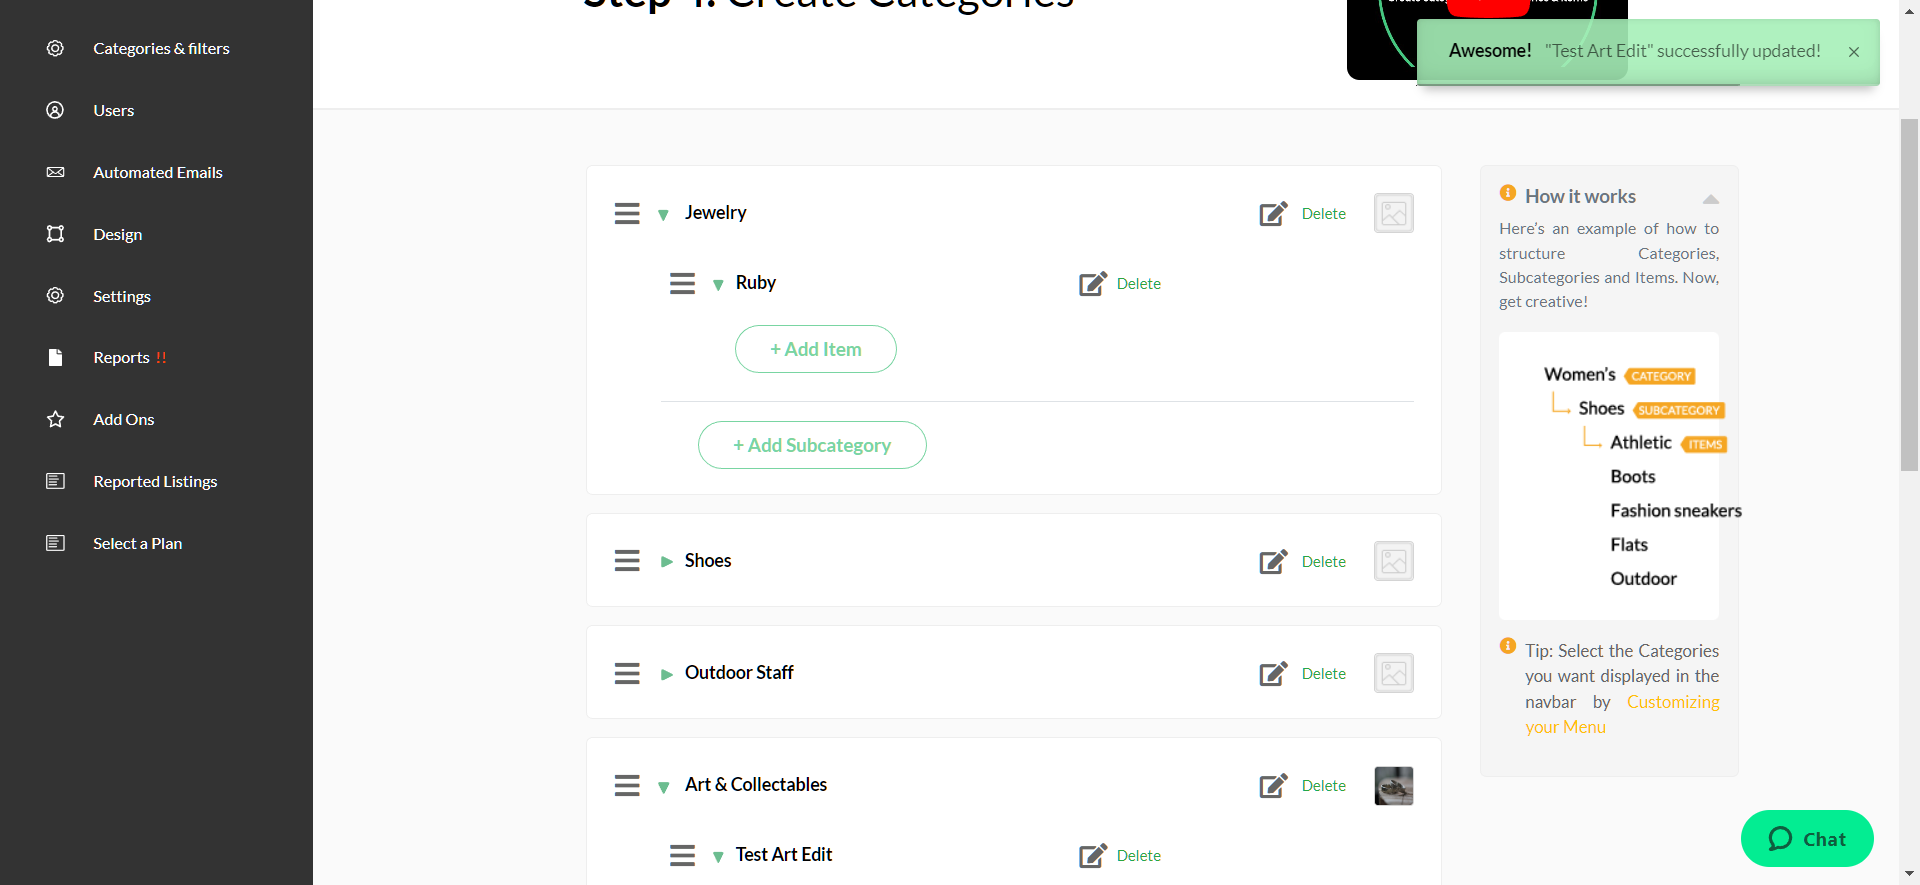 Step 4. Create Categories
Awesome! "Test Art Edit" successfully updated! ×
Categories & filters
Users
Automated Emails
Design
Settings
Reports !!
Add Ons
Reported Listings
Select a Plan
Jewelry
Delete
Ruby
Delete
+ Add Item
+ Add Subcategory
Shoes
Delete
Outdoor Staff
Delete
Art & Collectables
Delete
Test Art Edit
Delete
How it works
Here's an example of how to
structure Categories,
Subcategories and Items. Now,
get creative!
Women's CATEGORY
Shoes SUBCATEGORY
Athletic ITEMS
Boots
Fashion sneakers
Flats
Outdoor
Tip: Select the Categories
you want displayed in the
navbar by Customizing
your Menu
Chat